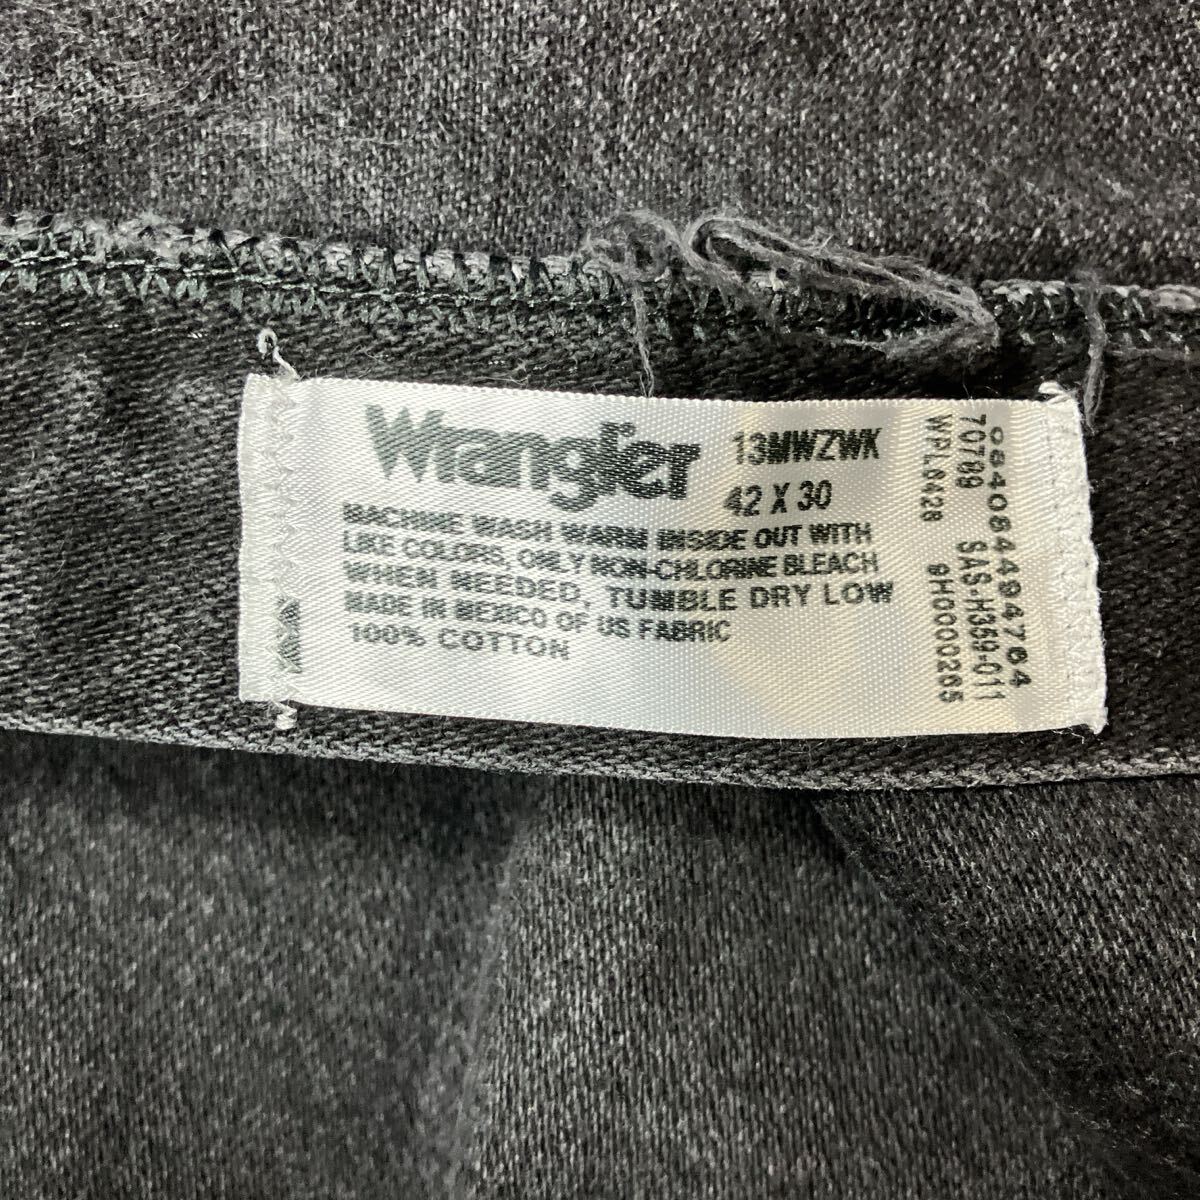 Wrangler
13MWZWK
42 X 30
MACHINE WASH WARM INSIDE OUT WITH
LIKE COLORS, ONLY NON-CHLORINE BLEACH
WHEN NEEDED, TUMBLE DRY LOW
MADE IN MEXICO OF US FABRIC
100% COTTON
084084494764
70789 SAS-H359-011
WPL0428 9H0000265